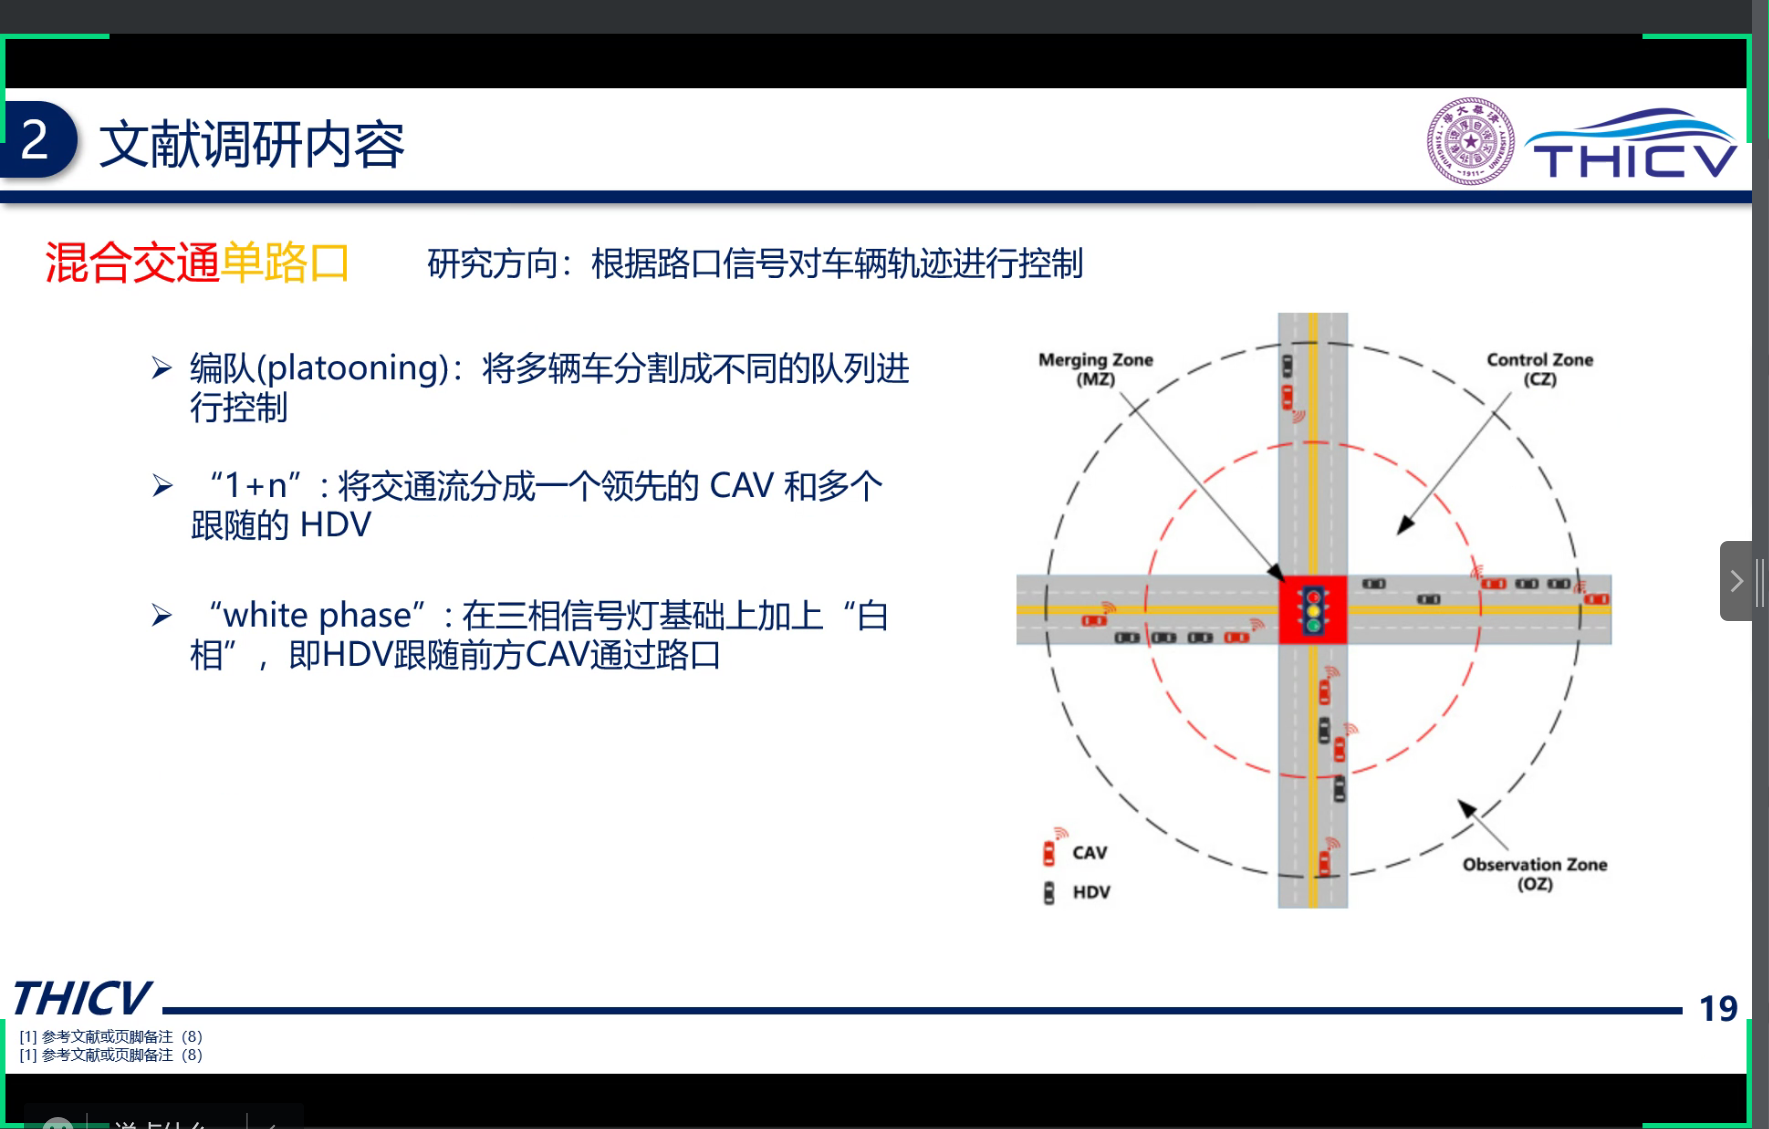 2 文献调研内容
THICV
混合交通单路口 研究方向：根据路口信号对车辆轨迹进行控制
➢ 编队(platooning)：将多辆车分割成不同的队列进
行控制
➢ “1+n”: 将交通流分成一个领先的 CAV 和多个
跟随的 HDV
➢ “white phase”: 在三相信号灯基础上加上“白
相”，即HDV跟随前方CAV通过路口
Merging Zone
(MZ)
Control Zone
(CZ)
CAV
HDV
Observation Zone
(OZ)
THICV
19
[1] 参考文献或页脚备注（8）
[1] 参考文献或页脚备注（8）